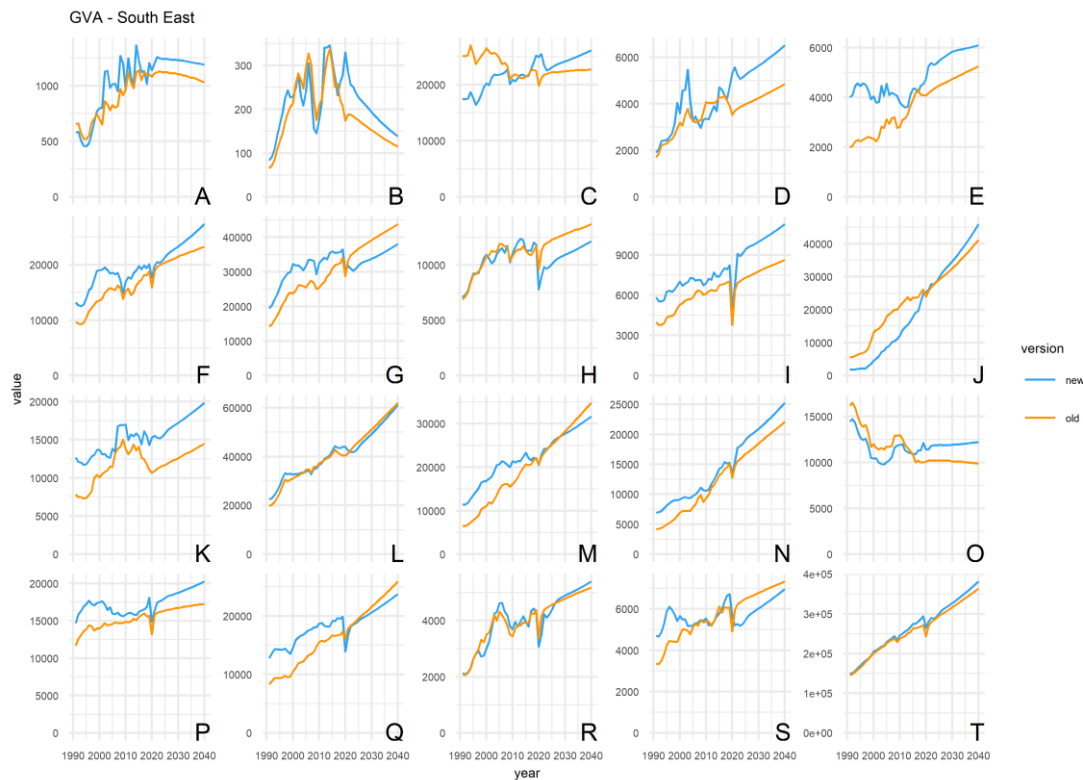 GVA - South East
1000
500
0
A
300
200
100
0
B
20000
10000
0
C
6000
4000
2000
0
D
6000
4000
2000
0
E
20000
10000
0
F
40000
30000
20000
10000
0
G
10000
5000
0
H
9000
6000
3000
0
I
40000
30000
20000
10000
0
J
20000
15000
10000
5000
0
K
60000
40000
20000
0
L
30000
20000
10000
0
M
25000
20000
15000
10000
5000
0
N
15000
10000
5000
0
O
20000
15000
10000
5000
0
P
20000
10000
0
Q
6000
4000
2000
0
R
6000
4000
2000
0
S
4e+05
3e+05
2e+05
1e+05
0e+00
T
1990 2000 2010 2020 2030 2040
1990 2000 2010 2020 2030 2040
1990 2000 2010 2020 2030 2040
1990 2000 2010 2020 2030 2040
1990 2000 2010 2020 2030 2040
year
value
version
new
old